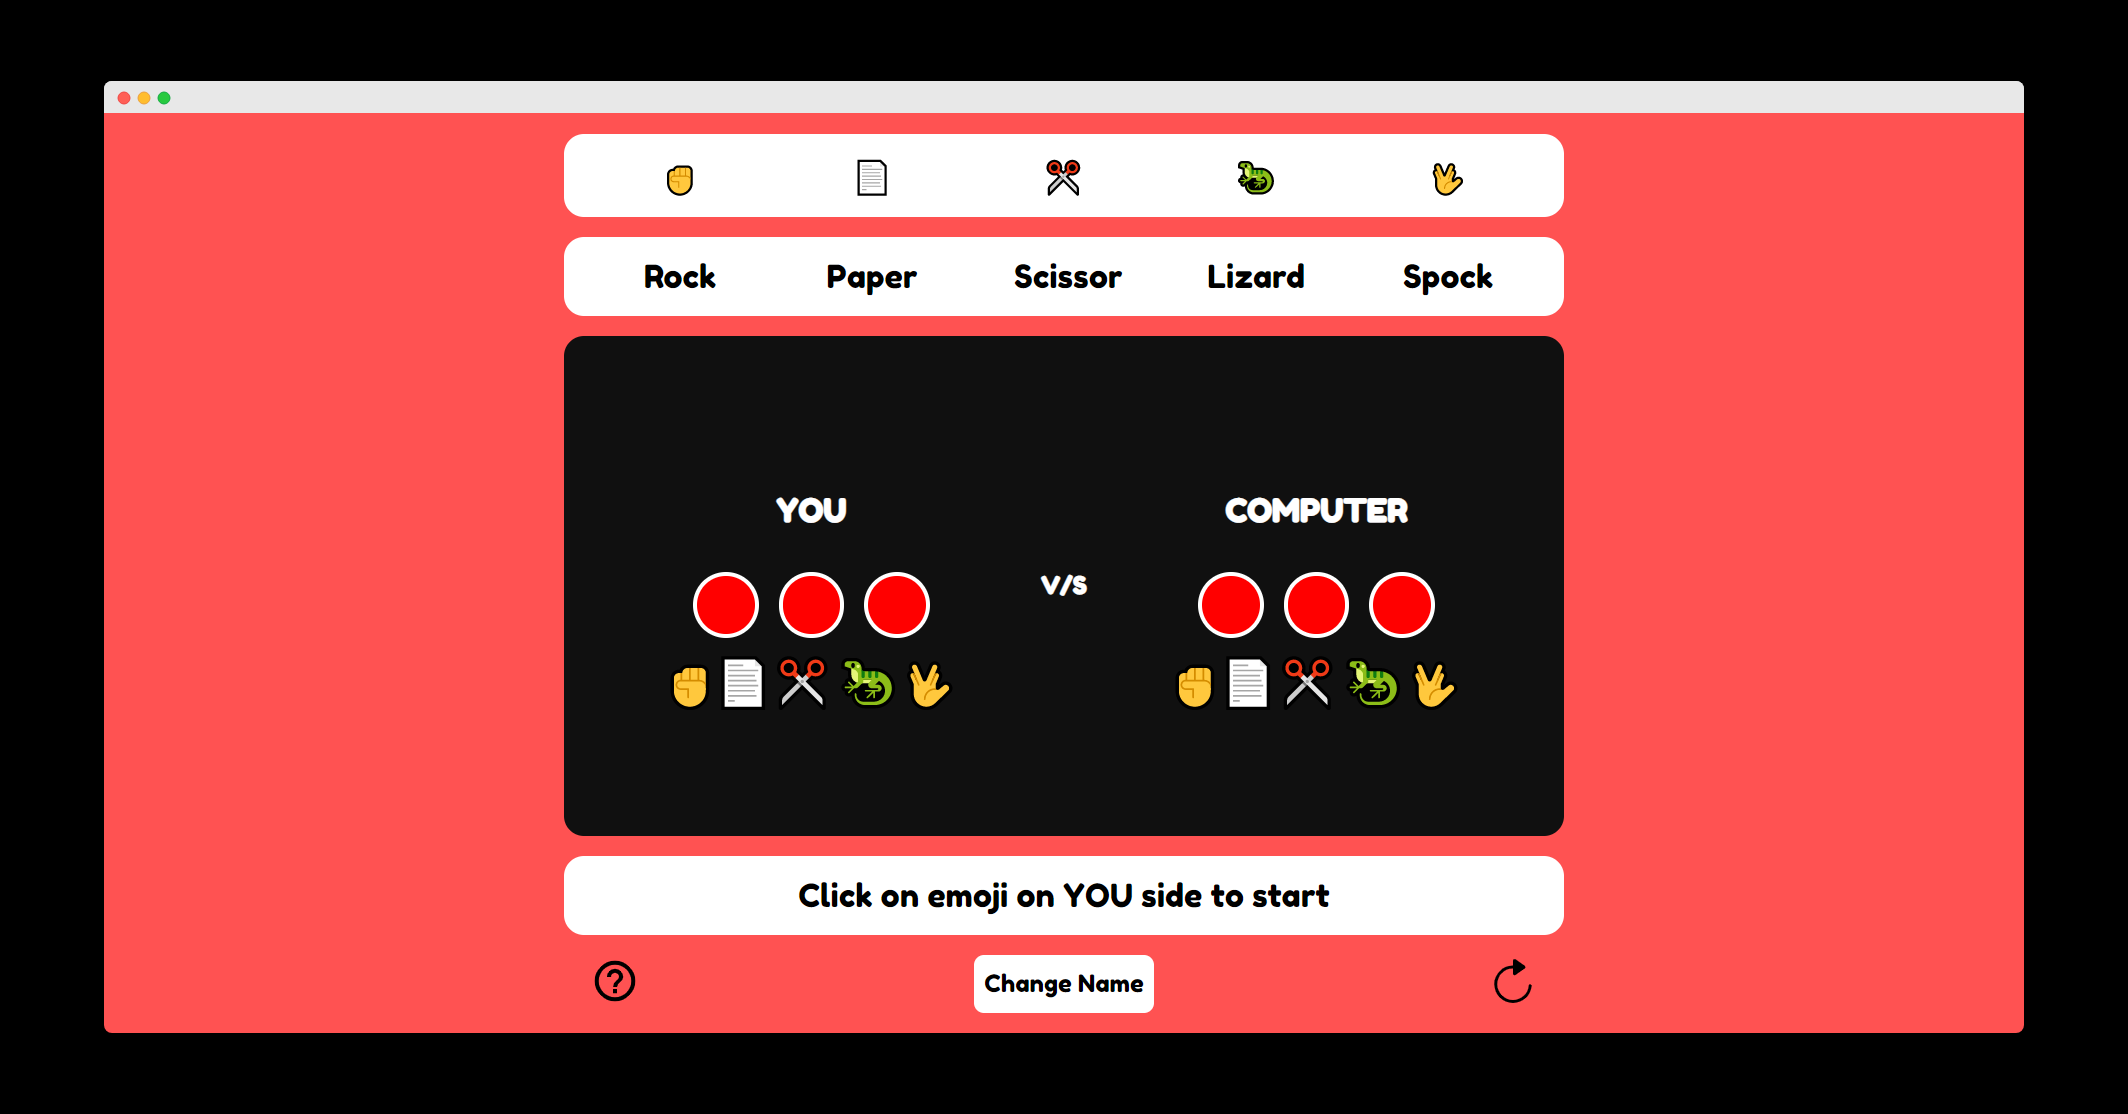 Rock Paper Scissor Lizard Spock
YOU COMPUTER
V/S
Click on emoji on YOU side to start
? Change Name